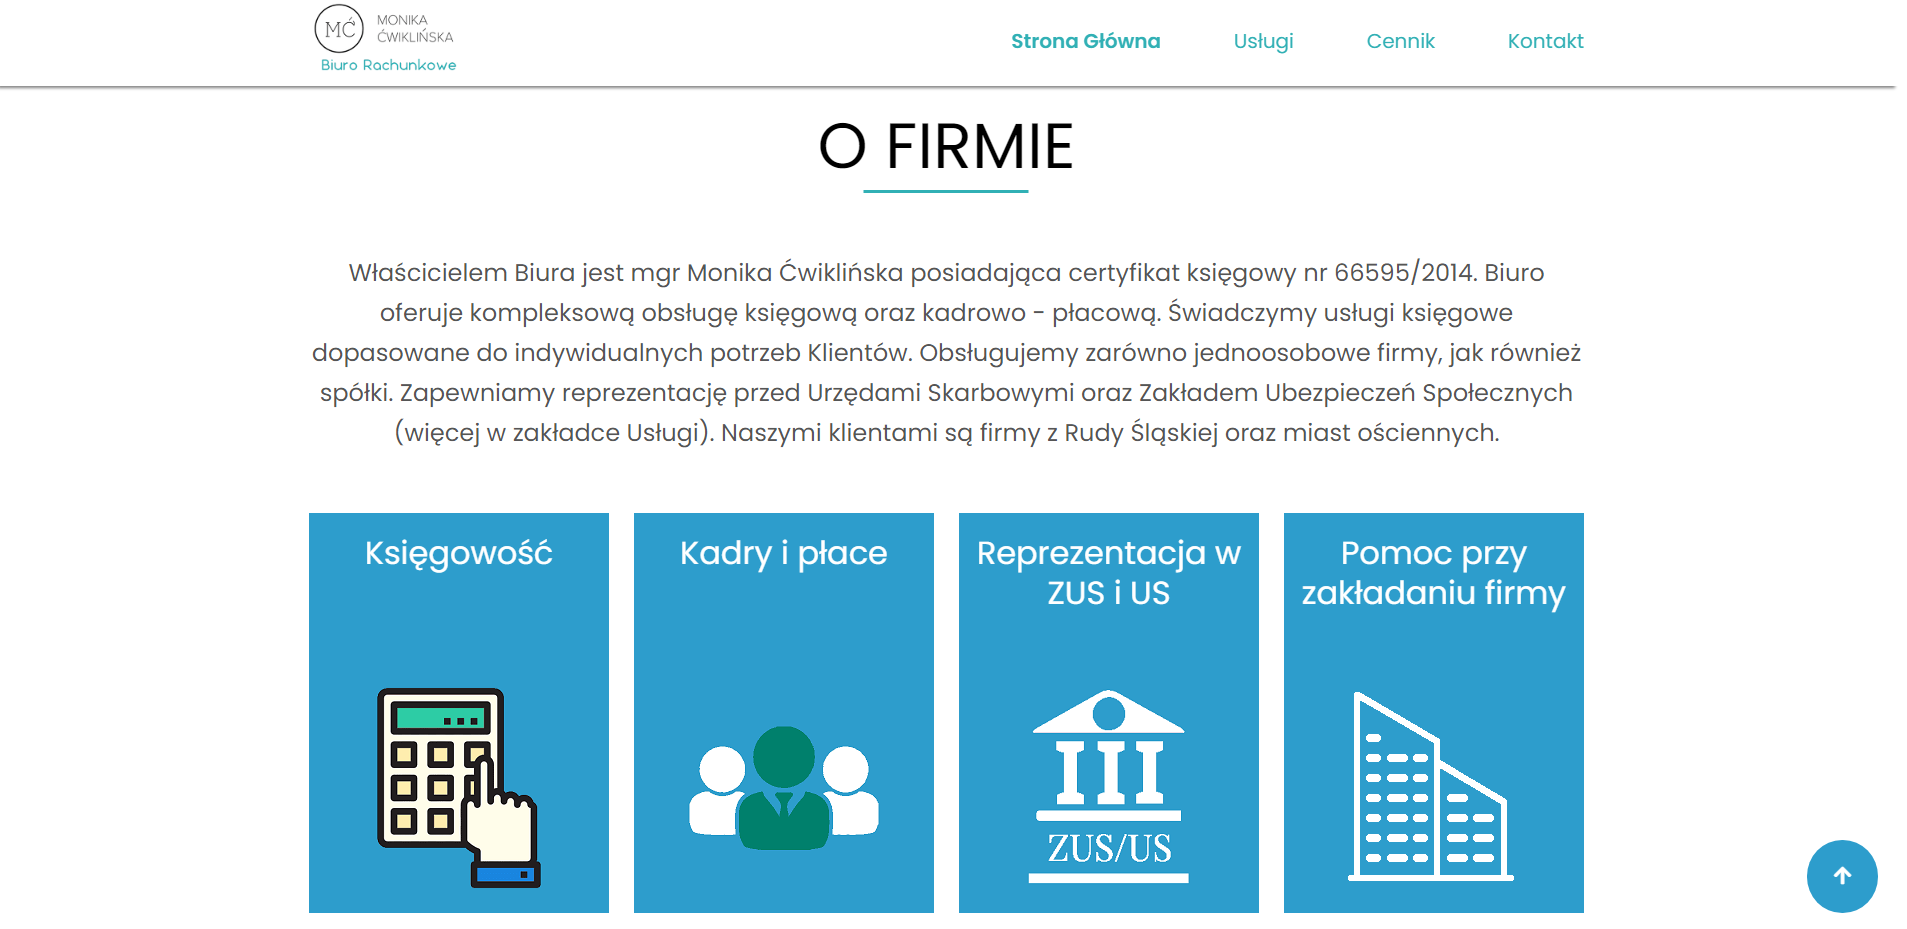 MĆ
MONIKA
ĆWIKLIŃSKA
Biuro Rachunkowe
Strona Główna
Usługi
Cennik
Kontakt
O FIRMIE
Właścicielem Biura jest mgr Monika Ćwiklińska posiadająca certyfikat księgowy nr 66595/2014. Biuro
oferuje kompleksową obsługę księgową oraz kadrowo - płacową. Świadczymy usługi księgowe
dopasowane do indywidualnych potrzeb Klientów. Obsługujemy zarówno jednoosobowe firmy, jak również
spółki. Zapewniamy reprezentację przed Urzędami Skarbowymi oraz Zakładem Ubezpieczeń Społecznych
(więcej w zakładce Usługi). Naszymi klientami są firmy z Rudy Śląskiej oraz miast ościennych.
Księgowość
Kadry i płace
Reprezentacja w
ZUS i US
ZUS/US
Pomoc przy
zakładaniu firmy